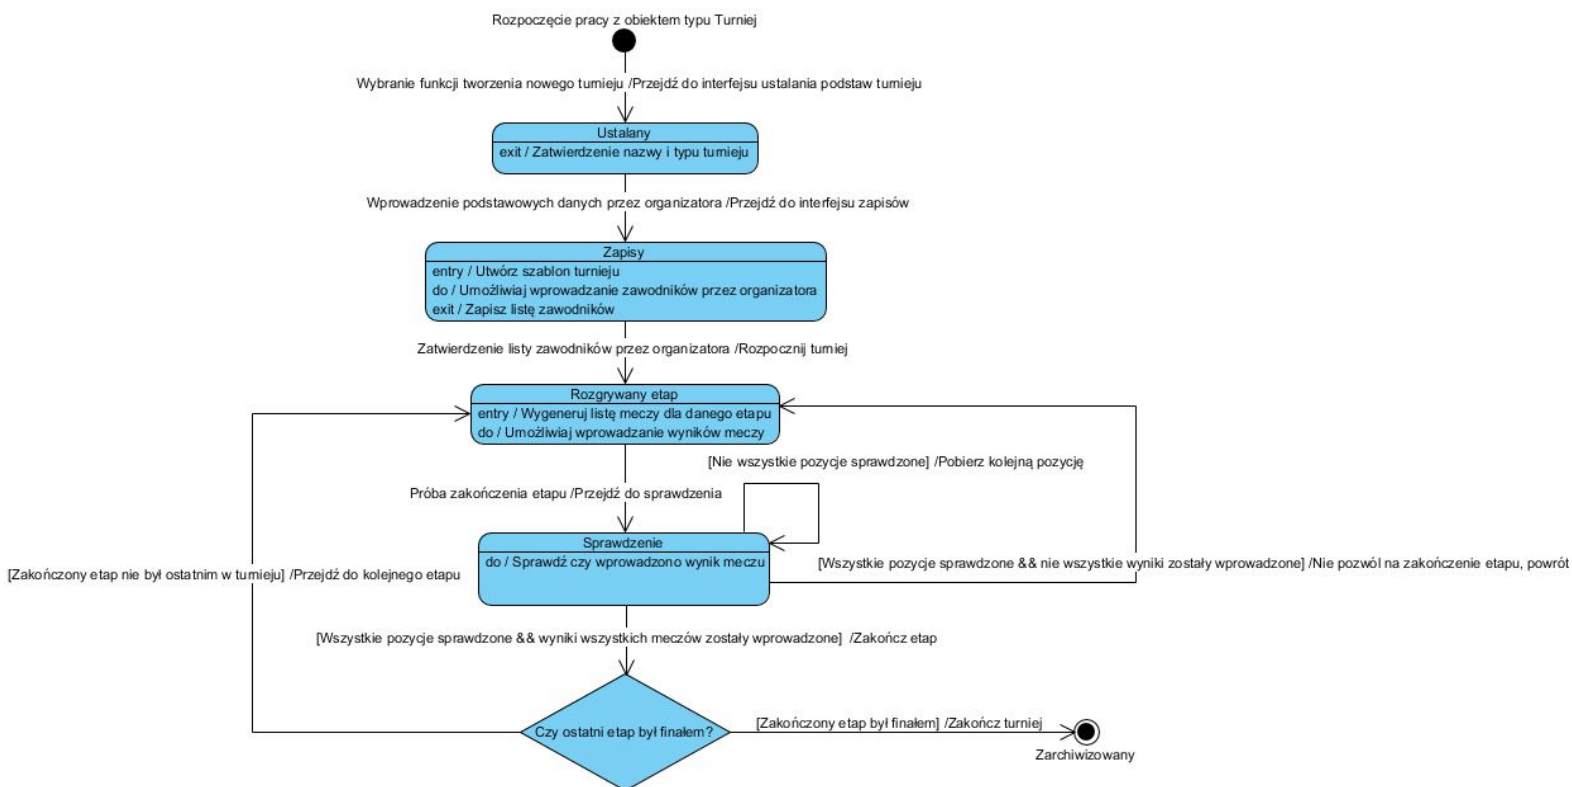 Rozpoczęcie pracy z obiektem typu Turniej
Wybranie funkcji tworzenia nowego turnieju /Przejdź do interfejsu ustalania podstaw turnieju
Ustalany
exit / Zatwierdzenie nazwy i typu turnieju
Wprowadzenie podstawowych danych przez organizatora /Przejdź do interfejsu zapisów
Zapisy
entry / Utwórz szablon turnieju
do / Umożliwiaj wprowadzanie zawodników przez organizatora
exit / Zapisz listę zawodników
Zatwierdzenie listy zawodników przez organizatora /Rozpocznij turniej
Rozgrywany etap
entry / Wygeneruj listę meczy dla danego etapu
do / Umożliwiaj wprowadzanie wyników meczy
[Nie wszystkie pozycje sprawdzone] /Pobierz kolejną pozycję
Próba zakończenia etapu /Przejdź do sprawdzenia
Sprawdzenie
do / Sprawdź czy wprowadzono wynik meczu
[Wszystkie pozycje sprawdzone && nie wszystkie wyniki zostały wprowadzone] /Nie pozwól na zakończenie etapu, powrót
[Zakończony etap nie był ostatnim w turnieju] /Przejdź do kolejnego etapu
[Wszystkie pozycje sprawdzone && wyniki wszystkich meczów zostały wprowadzone] /Zakończ etap
Czy ostatni etap był finałem?
[Zakończony etap był finałem] /Zakończ turniej
Zarchiwizowany